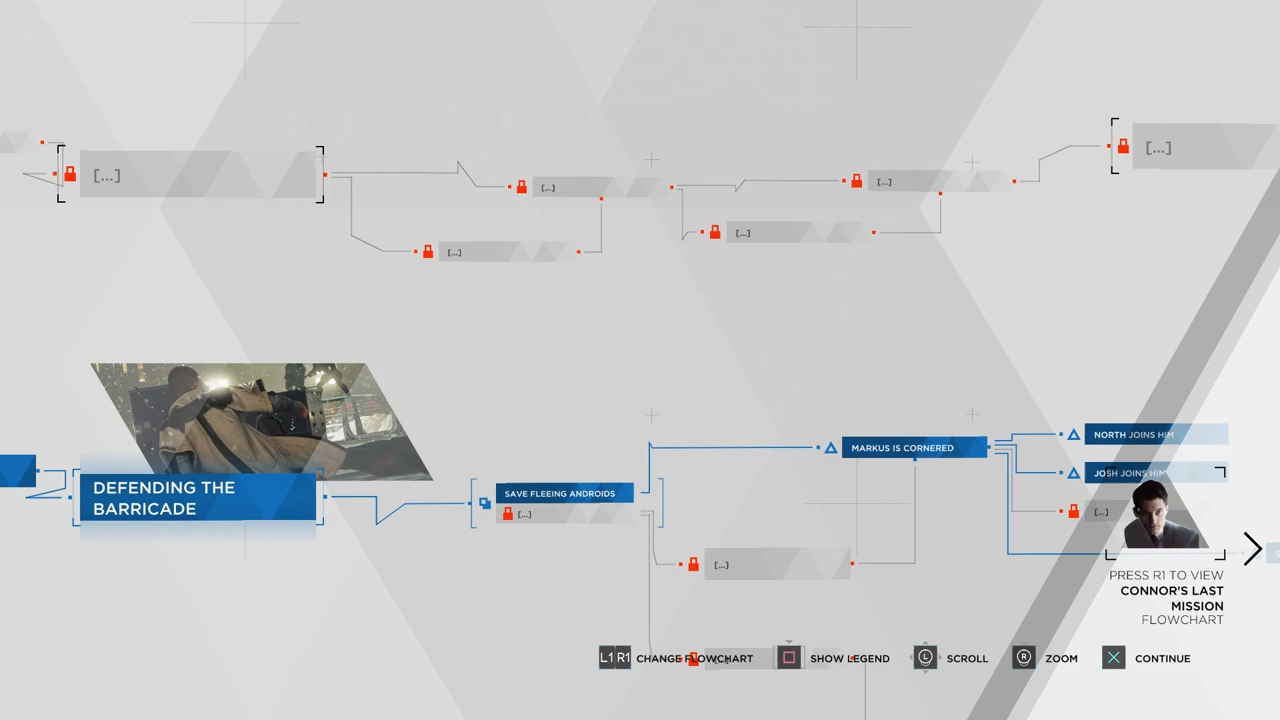 [...]
[...]
[...]
[...]
[...]
[...]
DEFENDING THE
BARRICADE
SAVE FLEEING ANDROIDS
[...]
MARKUS IS CORNERED
NORTH JOINS HIM
JOSH JOINS HIM
[...]
[...]
PRESS R1 TO VIEW
CONNOR'S LAST
MISSION
FLOWCHART
L1 R1 CHANGE FLOWCHART
SHOW LEGEND
L SCROLL
R ZOOM
CONTINUE